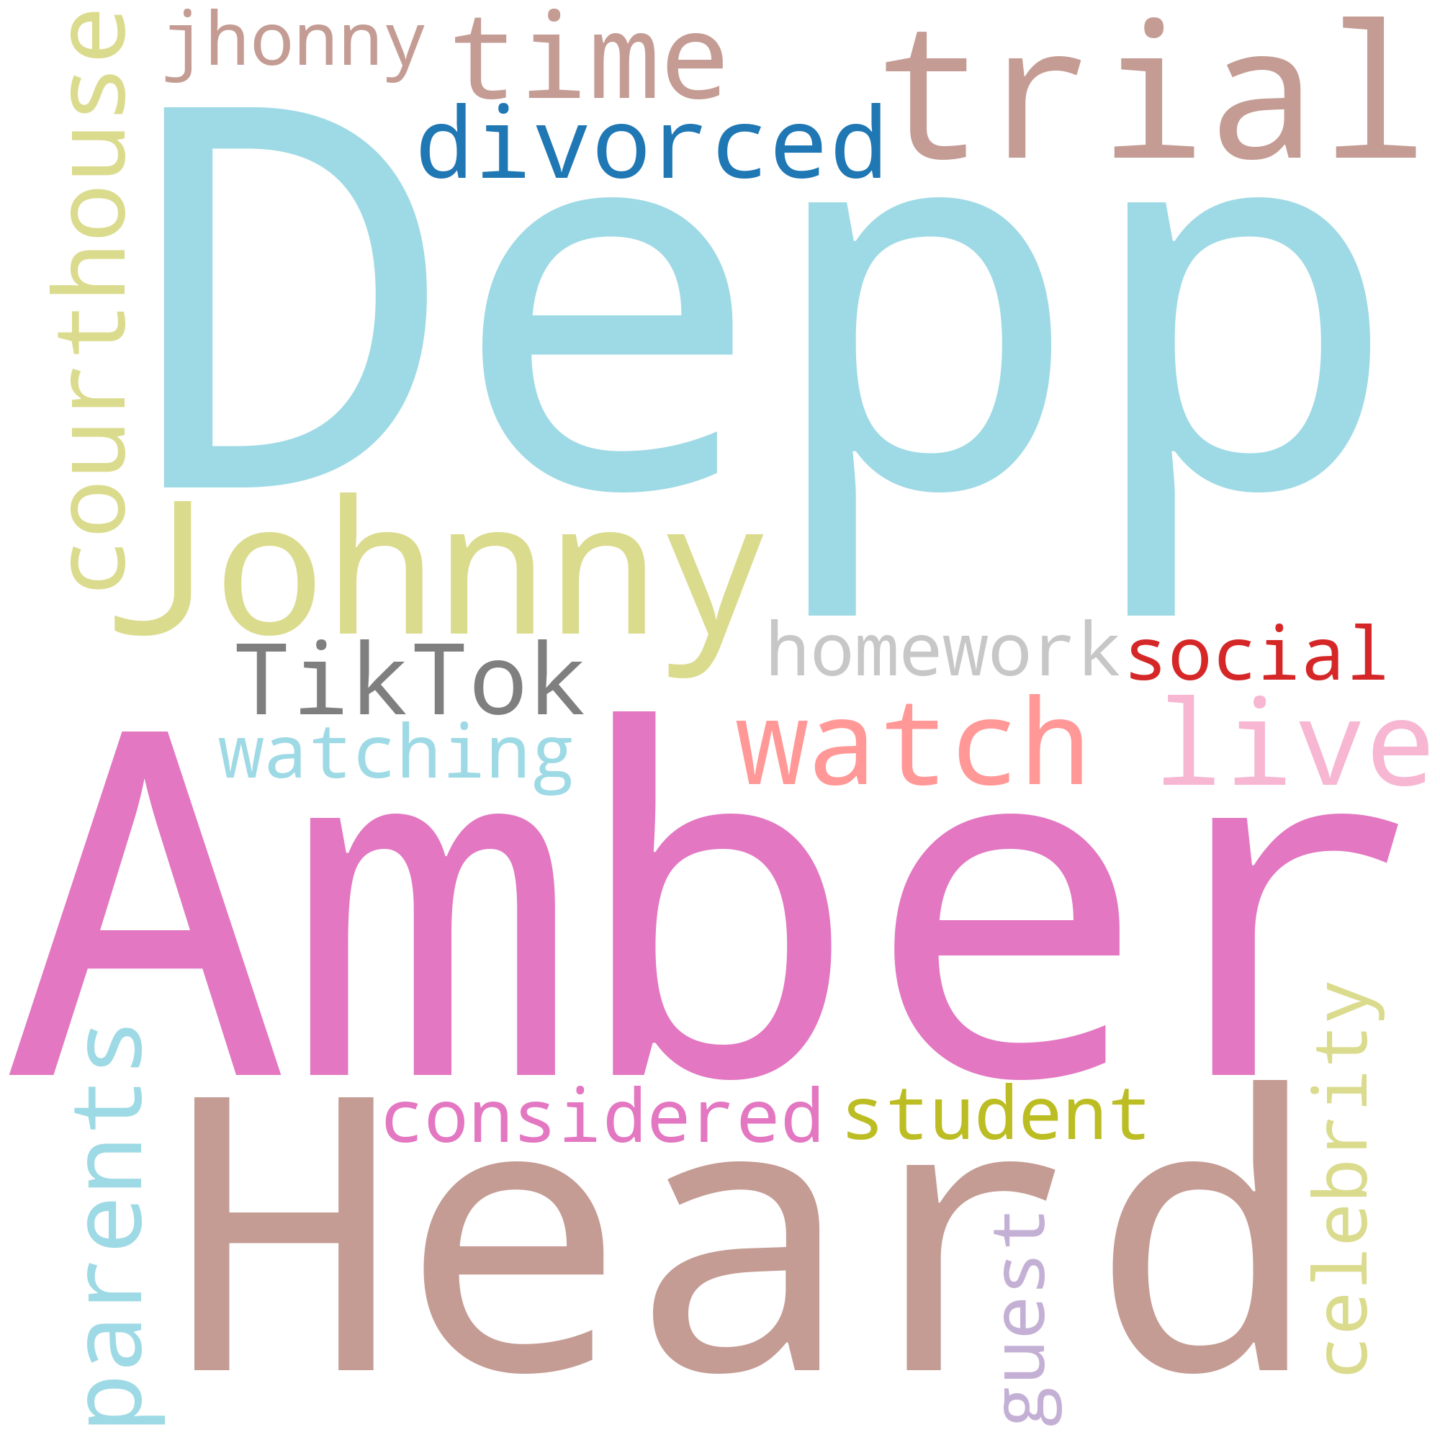 jhonny
time
trial
courthouse
divorced
Depp
Johnny
TikTok
homework
social
watching
watch
live
Amber
parents
considered
student
celebrity
Heard
guest